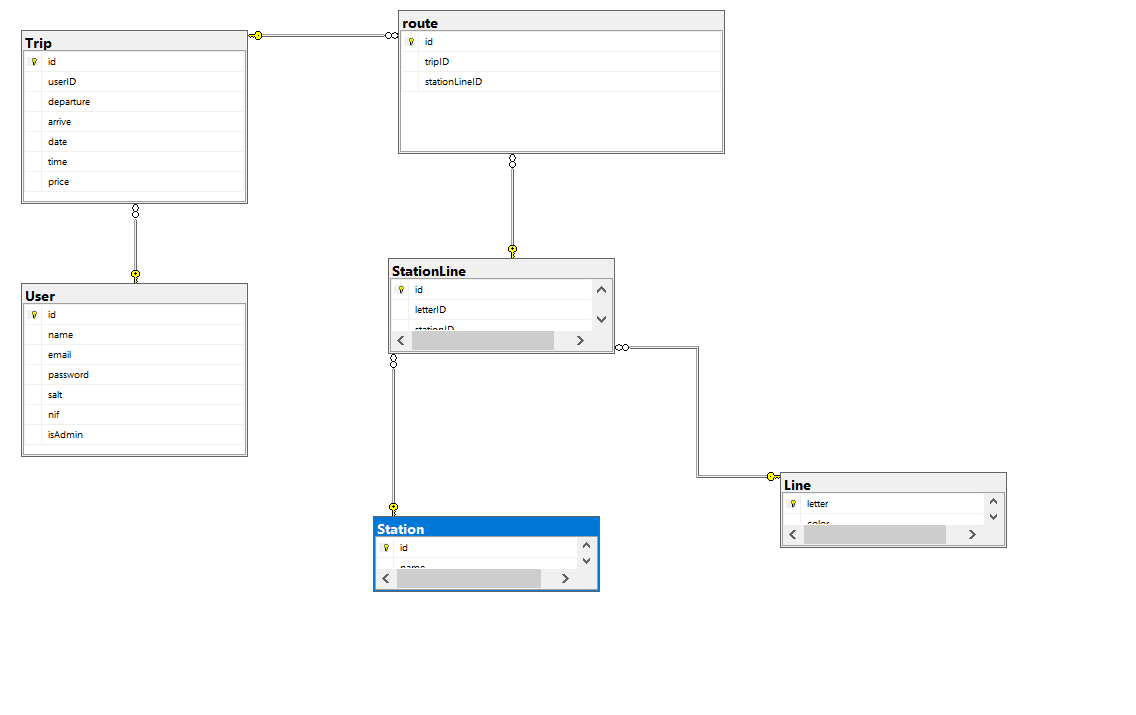 Trip
id
userID
departure
arrive
date
time
price
route
id
tripID
stationLineID
User
id
name
email
password
salt
nif
isAdmin
StationLine
id
letterID
stationID
Station
id
name
Line
letter
color